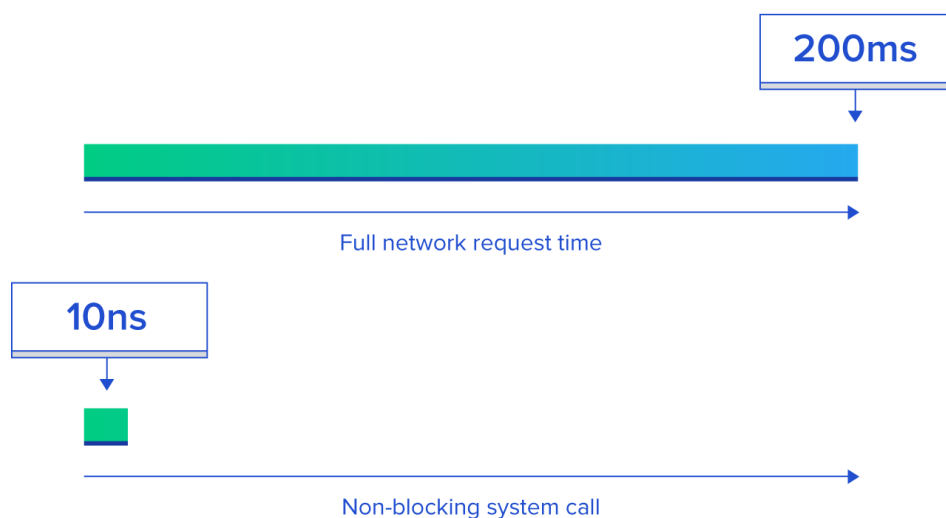 200ms
Full network request time
10ns
Non-blocking system call